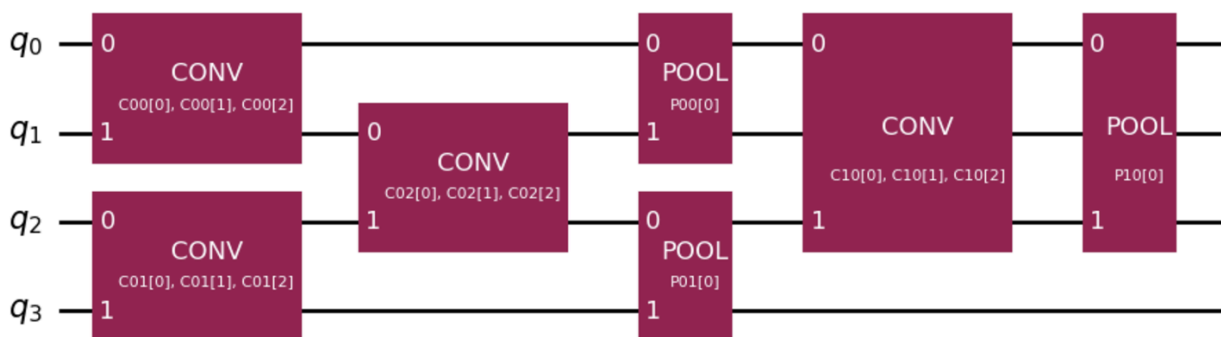 q0 0 0 0 0
CONV POOL
C00[0], C00[1], C00[2] P00[0]
q1 1 0 1 CONV POOL
CONV
C02[0], C02[1], C02[2] C10[0], C10[1], C10[2] P10[0]
q2 0 1 0 1 1
CONV POOL
C01[0], C01[1], C01[2] P01[0]
q3 1 1